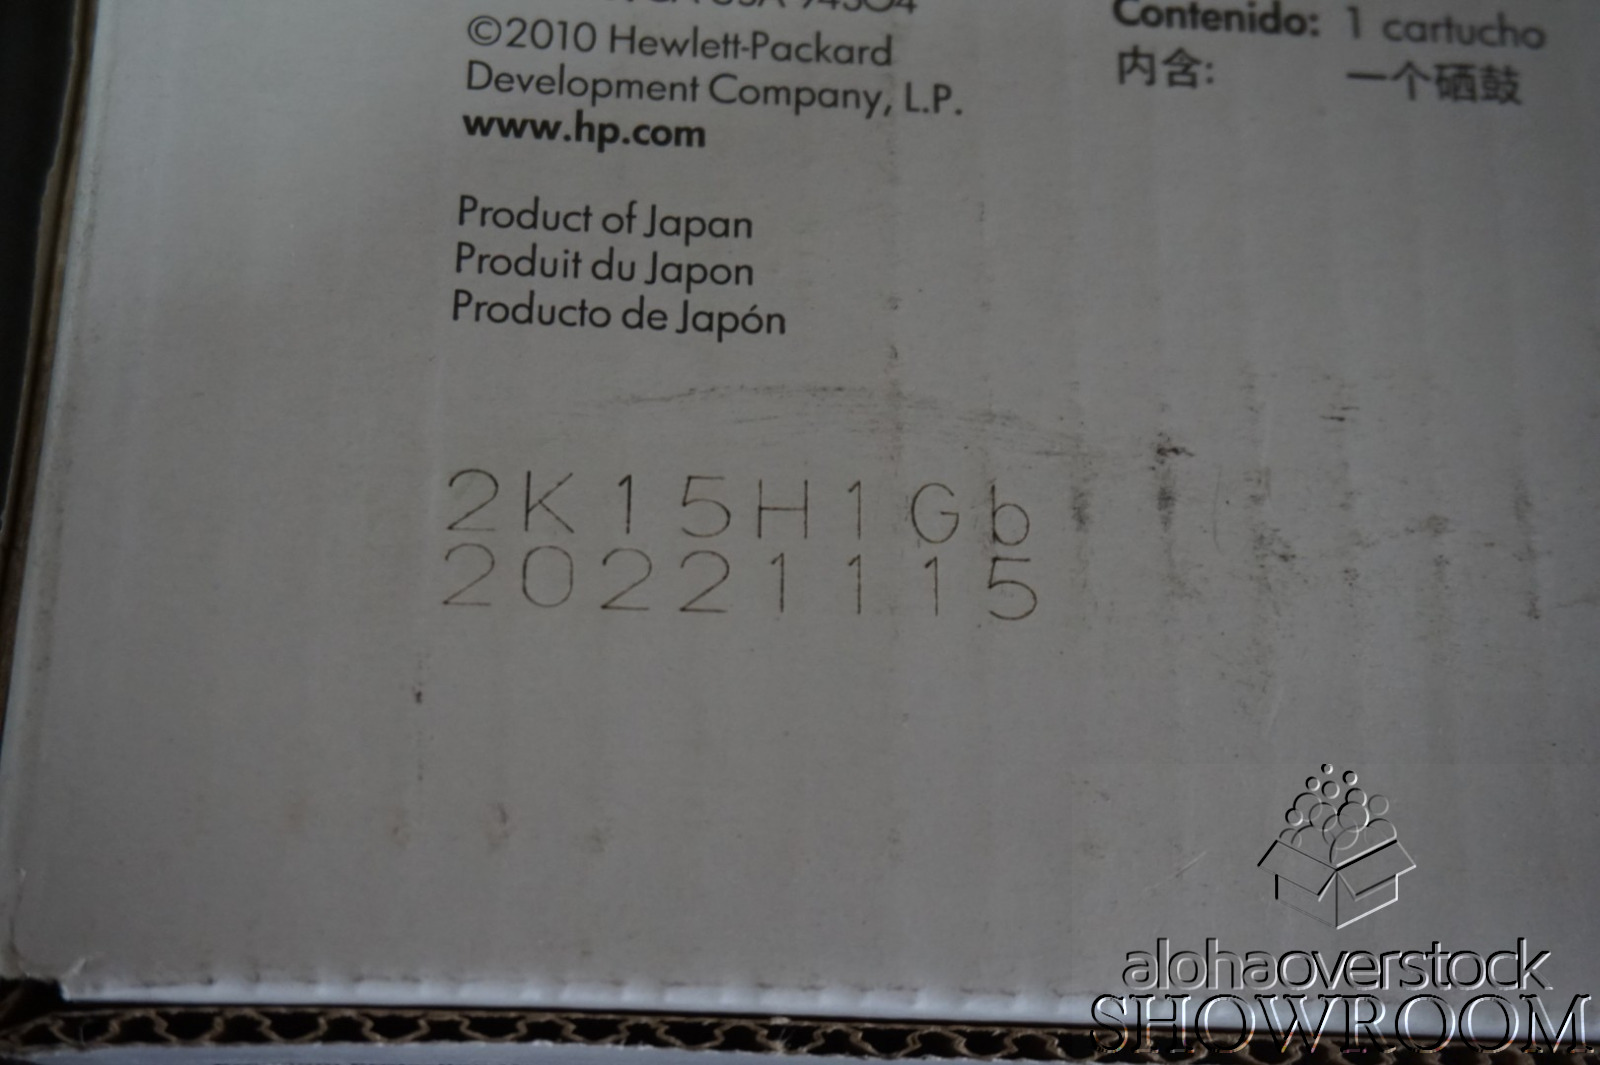 ©2010 Hewlett-Packard
Development Company, L.P.
www.hp.com
Product of Japan
Produit du Japon
Producto de Japón
Contenido: 1 cartucho
内含: 一个硒鼓
2K15H1Gb
20221115
alohaoverstock
SHOWROOM